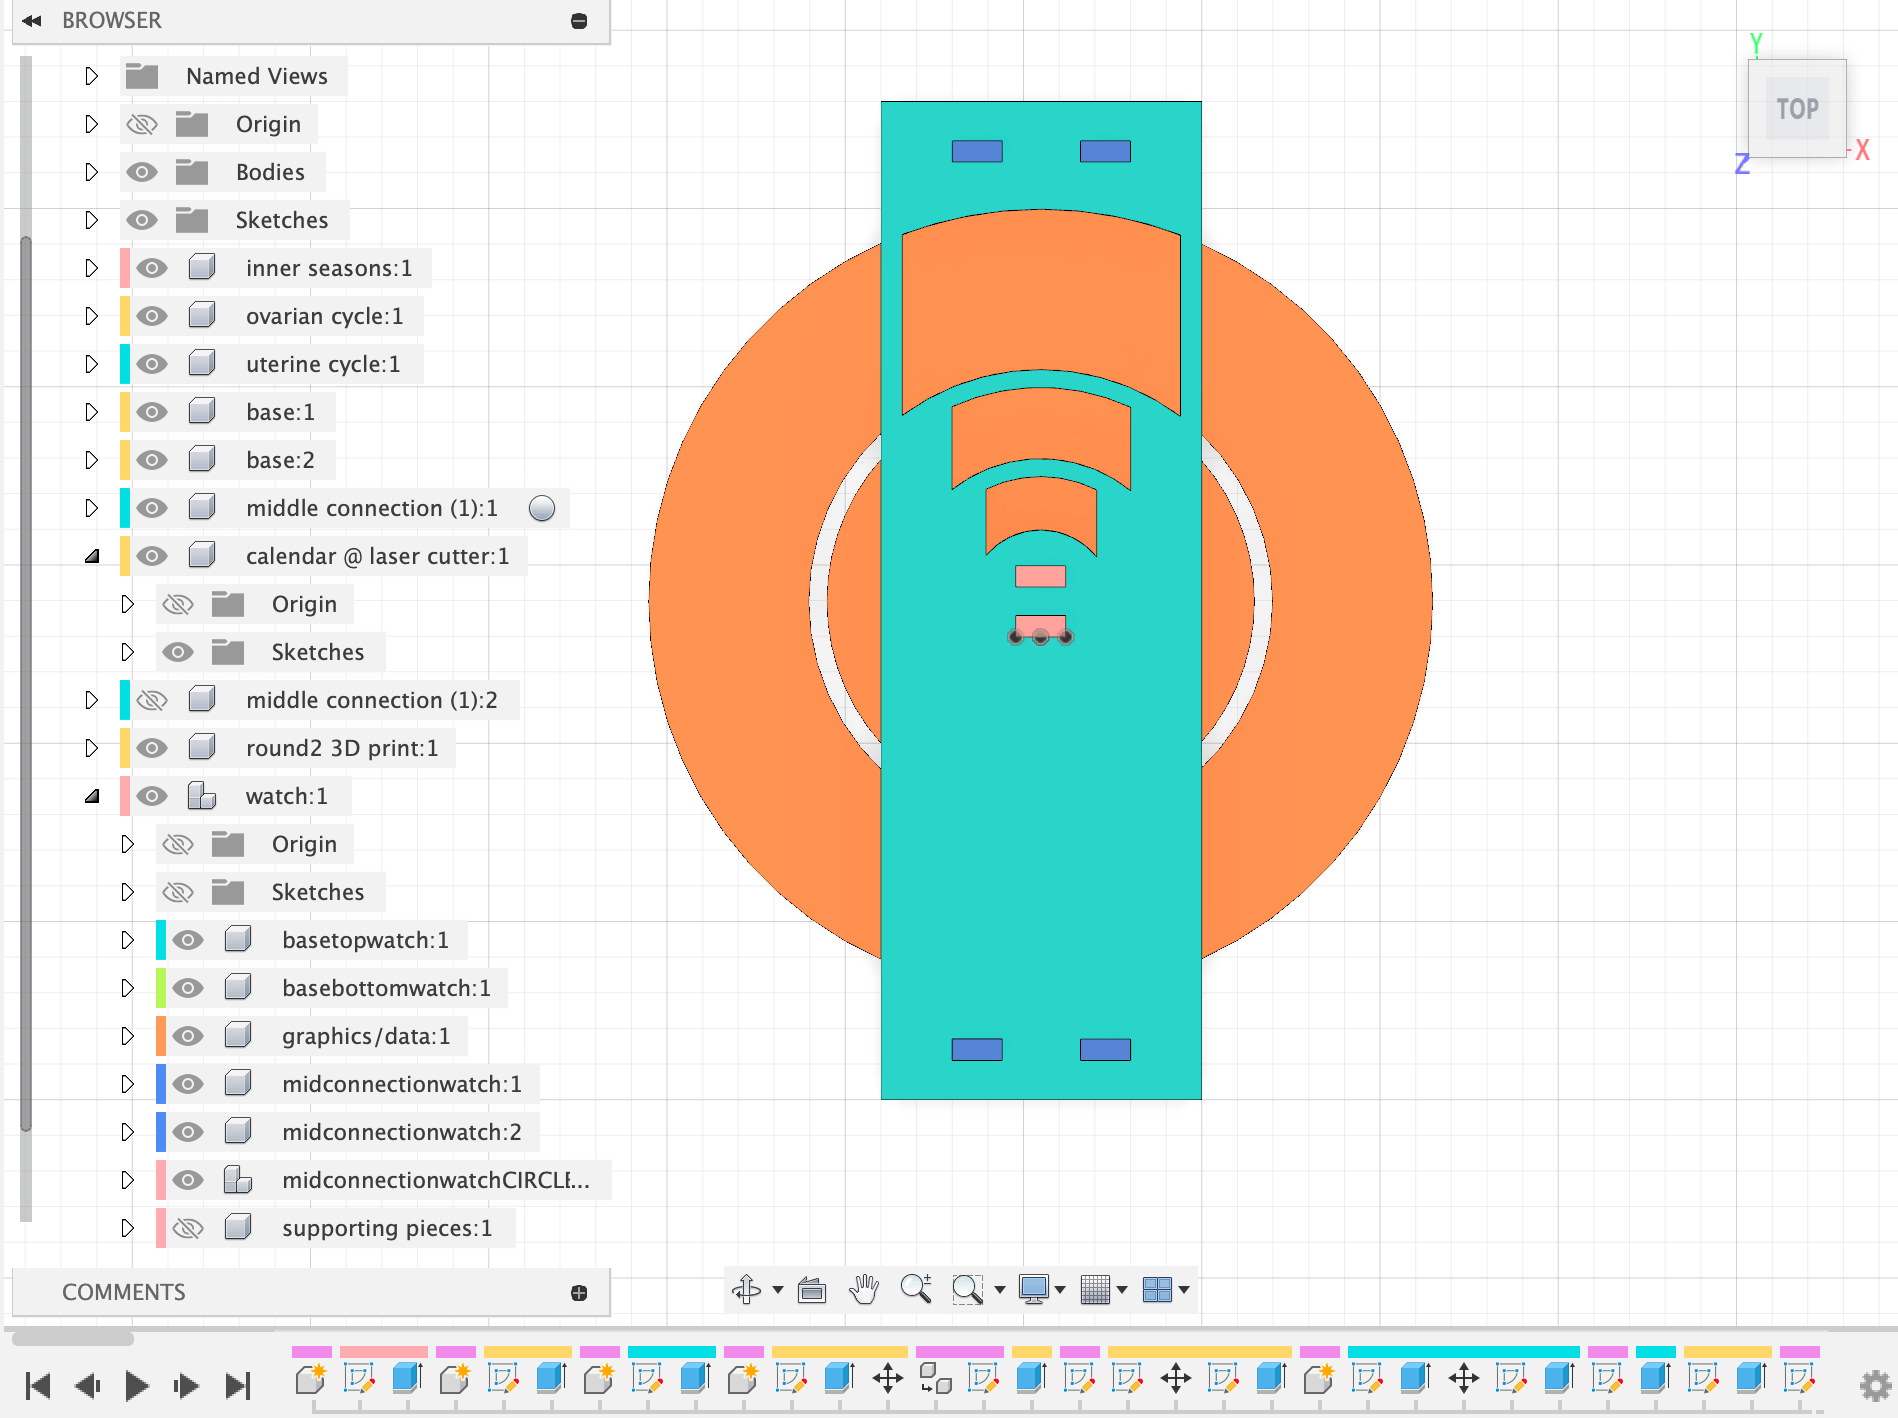 BROWSER
Named Views
Origin
Bodies
Sketches
inner seasons:1
ovarian cycle:1
uterine cycle:1
base:1
base:2
middle connection (1):1
calendar @ laser cutter:1
Origin
Sketches
middle connection (1):2
round2 3D print:1
watch:1
Origin
Sketches
basetopwatch:1
basebottomwatch:1
graphics/data:1
midconnectionwatch:1
midconnectionwatch:2
midconnectionwatchCIRCLE...
supporting pieces:1
COMMENTS
Y
TOP
X
Z